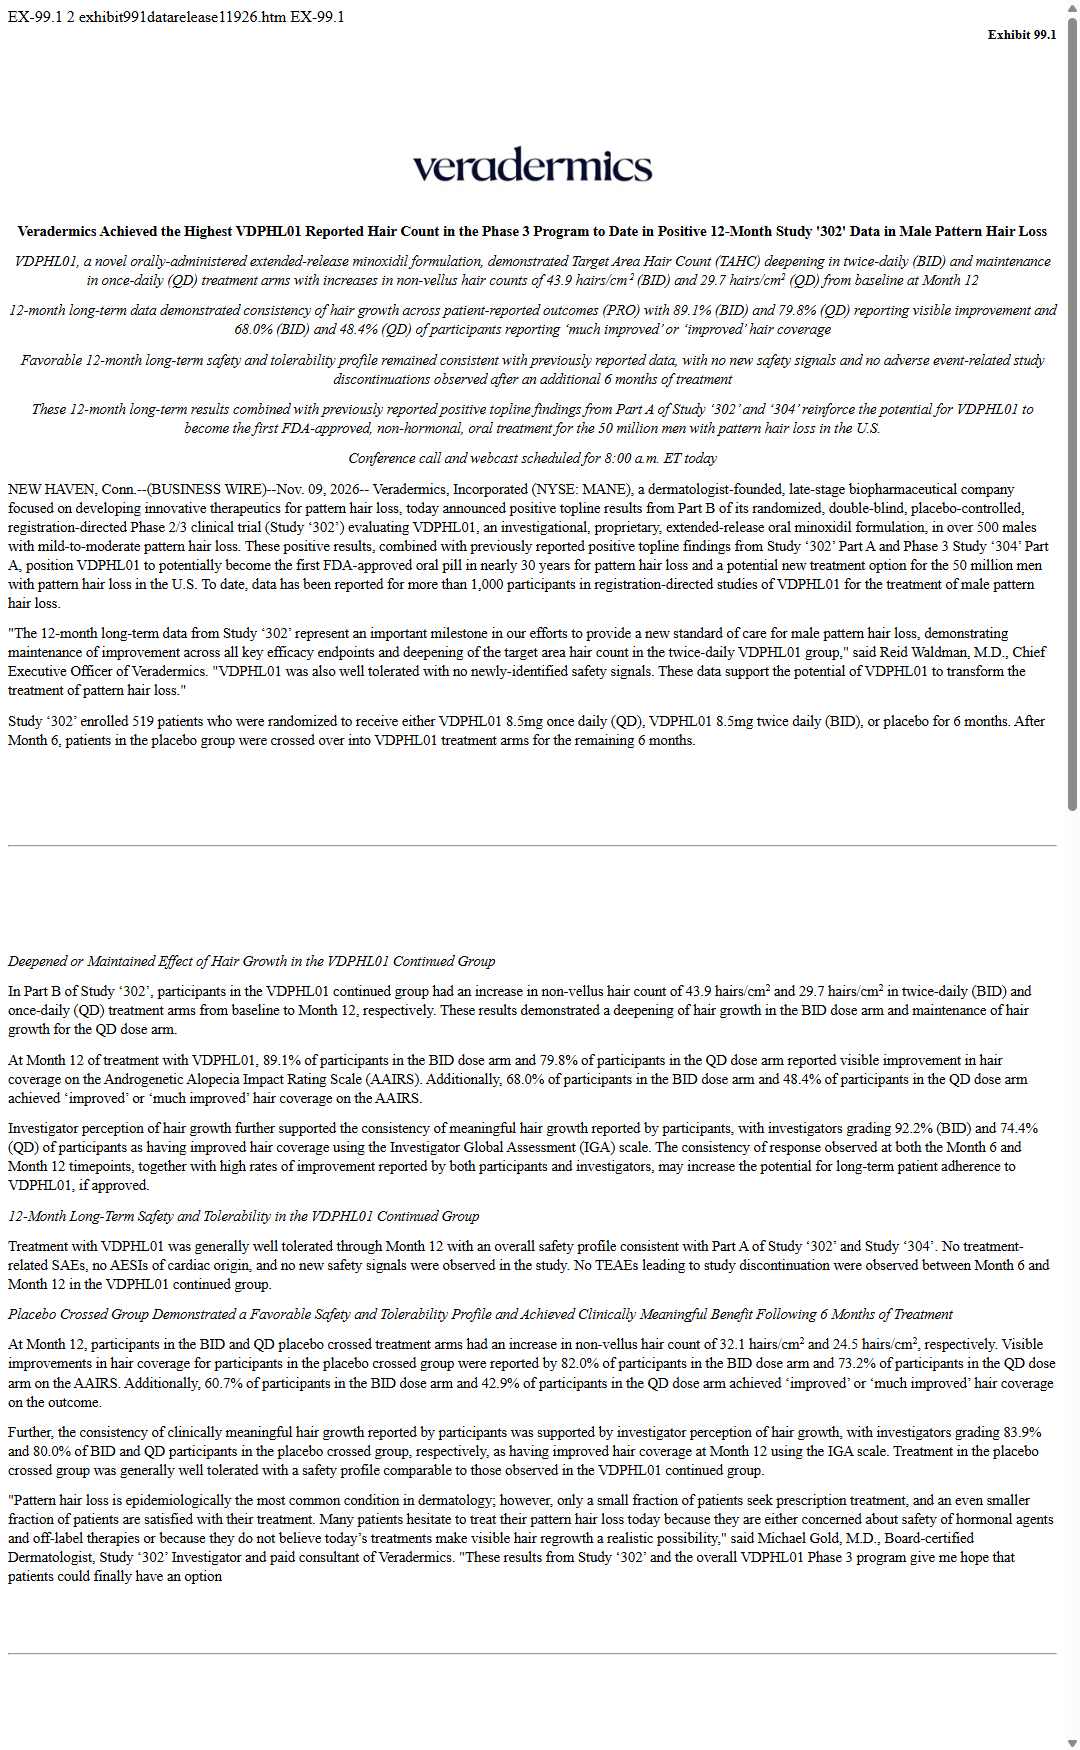 EX-99.1 2 exhibit991datarelease11926.htm EX-99.1
Exhibit 99.1
veradermics
Veradermics Achieved the Highest VDPHL01 Reported Hair Count in the Phase 3 Program to Date in Positive 12-Month Study '302' Data in Male Pattern Hair Loss
VDPHL01, a novel orally-administered extended-release minoxidil formulation, demonstrated Target Area Hair Count (TAHC) deepening in twice-daily (BID) and maintenance
in once-daily (QD) treatment arms with increases in non-vellus hair counts of 43.9 hairs/cm² (BID) and 29.7 hairs/cm² (QD) from baseline at Month 12
12-month long-term data demonstrated consistency of hair growth across patient-reported outcomes (PRO) with 89.1% (BID) and 79.8% (QD) reporting visible improvement and
68.0% (BID) and 48.4% (QD) of participants reporting ‘much improved’ or ‘improved’ hair coverage
Favorable 12-month long-term safety and tolerability profile remained consistent with previously reported data, with no new safety signals and no adverse event-related study
discontinuations observed after an additional 6 months of treatment
These 12-month long-term results combined with previously reported positive topline findings from Part A of Study ‘302’ and ‘304’ reinforce the potential for VDPHL01 to
become the first FDA-approved, non-hormonal, oral treatment for the 50 million men with pattern hair loss in the U.S.
Conference call and webcast scheduled for 8:00 a.m. ET today
NEW HAVEN, Conn.--(BUSINESS WIRE)--Nov. 09, 2026-- Veradermics, Incorporated (NYSE: MANE), a dermatologist-founded, late-stage biopharmaceutical company
focused on developing innovative therapeutics for pattern hair loss, today announced positive topline results from Part B of its randomized, double-blind, placebo-controlled,
registration-directed Phase 2/3 clinical trial (Study ‘302’) evaluating VDPHL01, an investigational, proprietary, extended-release oral minoxidil formulation, in over 500 males
with mild-to-moderate pattern hair loss. These positive results, combined with previously reported positive topline findings from Study ‘302’ Part A and Phase 3 Study ‘304’ Part
A, position VDPHL01 to potentially become the first FDA-approved oral pill in nearly 30 years for pattern hair loss and a potential new treatment option for the 50 million men
with pattern hair loss in the U.S. To date, data has been reported for more than 1,000 participants in registration-directed studies of VDPHL01 for the treatment of male pattern
hair loss.
"The 12-month long-term data from Study ‘302’ represent an important milestone in our efforts to provide a new standard of care for male pattern hair loss, demonstrating
maintenance of improvement across all key efficacy endpoints and deepening of the target area hair count in the twice-daily VDPHL01 group," said Reid Waldman, M.D., Chief
Executive Officer of Veradermics. "VDPHL01 was also well tolerated with no newly-identified safety signals. These data support the potential of VDPHL01 to transform the
treatment of pattern hair loss."
Study ‘302’ enrolled 519 patients who were randomized to receive either VDPHL01 8.5mg once daily (QD), VDPHL01 8.5mg twice daily (BID), or placebo for 6 months. After
Month 6, patients in the placebo group were crossed over into VDPHL01 treatment arms for the remaining 6 months.
Deepened or Maintained Effect of Hair Growth in the VDPHL01 Continued Group
In Part B of Study ‘302’, participants in the VDPHL01 continued group had an increase in non-vellus hair count of 43.9 hairs/cm² and 29.7 hairs/cm² in twice-daily (BID) and
once-daily (QD) treatment arms from baseline to Month 12, respectively. These results demonstrated a deepening of hair growth in the BID dose arm and maintenance of hair
growth for the QD dose arm.
At Month 12 of treatment with VDPHL01, 89.1% of participants in the BID dose arm and 79.8% of participants in the QD dose arm reported visible improvement in hair
coverage on the Androgenetic Alopecia Impact Rating Scale (AAIRS). Additionally, 68.0% of participants in the BID dose arm and 48.4% of participants in the QD dose arm
achieved ‘improved’ or ‘much improved’ hair coverage on the AAIRS.
Investigator perception of hair growth further supported the consistency of meaningful hair growth reported by participants, with investigators grading 92.2% (BID) and 74.4%
(QD) of participants as having improved hair coverage using the Investigator Global Assessment (IGA) scale. The consistency of response observed at both the Month 6 and
Month 12 timepoints, together with high rates of improvement reported by both participants and investigators, may increase the potential for long-term patient adherence to
VDPHL01, if approved.
12-Month Long-Term Safety and Tolerability in the VDPHL01 Continued Group
Treatment with VDPHL01 was generally well tolerated through Month 12 with an overall safety profile consistent with Part A of Study ‘302’ and Study ‘304’. No treatment-
related SAEs, no AESIs of cardiac origin, and no new safety signals were observed in the study. No TEAEs leading to study discontinuation were observed between Month 6 and
Month 12 in the VDPHL01 continued group.
Placebo Crossed Group Demonstrated a Favorable Safety and Tolerability Profile and Achieved Clinically Meaningful Benefit Following 6 Months of Treatment
At Month 12, participants in the BID and QD placebo crossed treatment arms had an increase in non-vellus hair count of 32.1 hairs/cm² and 24.5 hairs/cm², respectively. Visible
improvements in hair coverage for participants in the placebo crossed group were reported by 82.0% of participants in the BID dose arm and 73.2% of participants in the QD dose
arm on the AAIRS. Additionally, 60.7% of participants in the BID dose arm and 42.9% of participants in the QD dose arm achieved ‘improved’ or ‘much improved’ hair coverage
on the outcome.
Further, the consistency of clinically meaningful hair growth reported by participants was supported by investigator perception of hair growth, with investigators grading 83.9%
and 80.0% of BID and QD participants in the placebo crossed group, respectively, as having improved hair coverage at Month 12 using the IGA scale. Treatment in the placebo
crossed group was generally well tolerated with a safety profile comparable to those observed in the VDPHL01 continued group.
"Pattern hair loss is epidemiologically the most common condition in dermatology; however, only a small fraction of patients seek prescription treatment, and an even smaller
fraction of patients are satisfied with their treatment. Many patients hesitate to treat their pattern hair loss today because they are either concerned about safety of hormonal agents
and off-label therapies or because they do not believe today’s treatments make visible hair regrowth a realistic possibility," said Michael Gold, M.D., Board-certified
Dermatologist, Study ‘302’ Investigator and paid consultant of Veradermics. "These results from Study ‘302’ and the overall VDPHL01 Phase 3 program give me hope that
patients could finally have an option